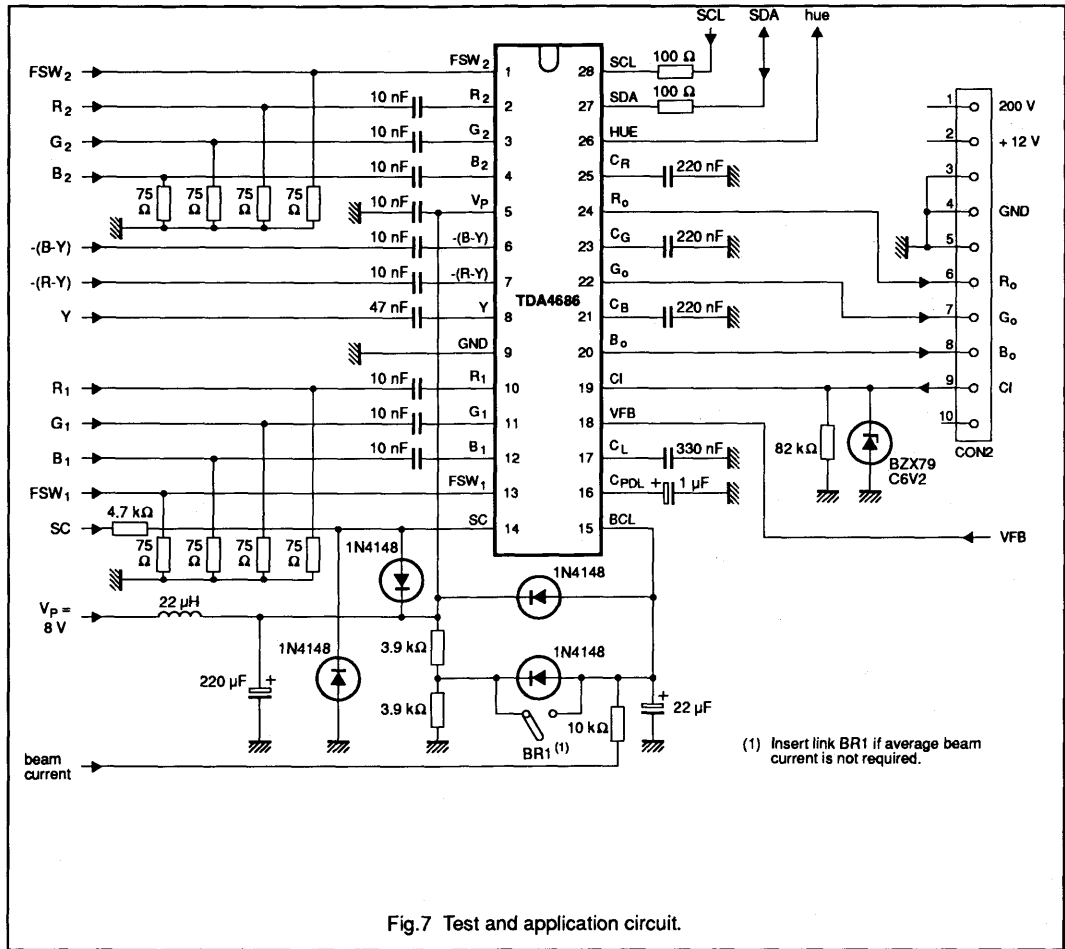 SCL SDA hue
FSW2 FSW2 1 28 SCL 100 Ω
R2 10 nF R2 2 27 SDA 100 Ω 1 200 V
G2 10 nF G2 3 26 HUE 2 + 12 V
B2 10 nF B2 4 25 CR 220 nF 3
75 Ω 75 Ω 75 Ω 75 Ω 10 nF VP 5 24 Ro 4 GND
-(B-Y) 10 nF -(B-Y) 6 23 CG 220 nF 5
-(R-Y) 10 nF -(R-Y) 7 22 Go 6 Ro
TDA4686
Y 47 nF Y 8 21 CB 220 nF 7 Go
GND 9 20 Bo 8 Bo
R1 10 nF R1 10 19 CI 9 CI
G1 10 nF G1 11 18 VFB 10
82 kΩ BZX79 C6V2 CON2
B1 10 nF B1 12 17 CL 330 nF
FSW1 FSW1 13 16 CPDL + 1 µF
SC 4.7 kΩ SC 14 15 BCL
VFB
75 Ω 75 Ω 75 Ω 75 Ω 1N4148 1N4148
VP = 8 V 22 µH
220 µF + 1N4148 3.9 kΩ 1N4148
3.9 kΩ BR1 (1) 10 kΩ + 22 µF
beam current
(1) Insert link BR1 if average beam
current is not required.
Fig.7 Test and application circuit.